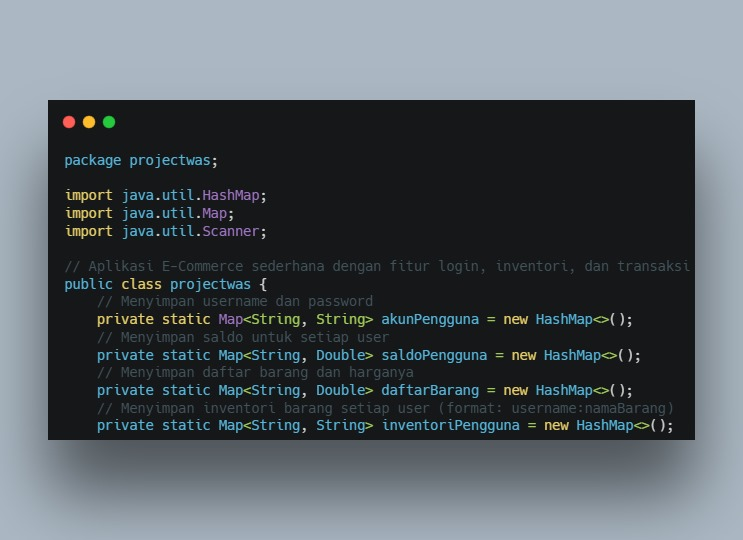 package projectwas;
import java.util.HashMap;
import java.util.Map;
import java.util.Scanner;
// Aplikasi E-Commerce sederhana dengan fitur login, inventori, dan transaksi
public class projectwas {
// Menyimpan username dan password
private static Map<String, String> akunPengguna = new HashMap<>();
// Menyimpan saldo untuk setiap user
private static Map<String, Double> saldoPengguna = new HashMap<>();
// Menyimpan daftar barang dan harganya
private static Map<String, Double> daftarBarang = new HashMap<>();
// Menyimpan inventori barang setiap user (format: username:namaBarang)
private static Map<String, String> inventoriPengguna = new HashMap<>();